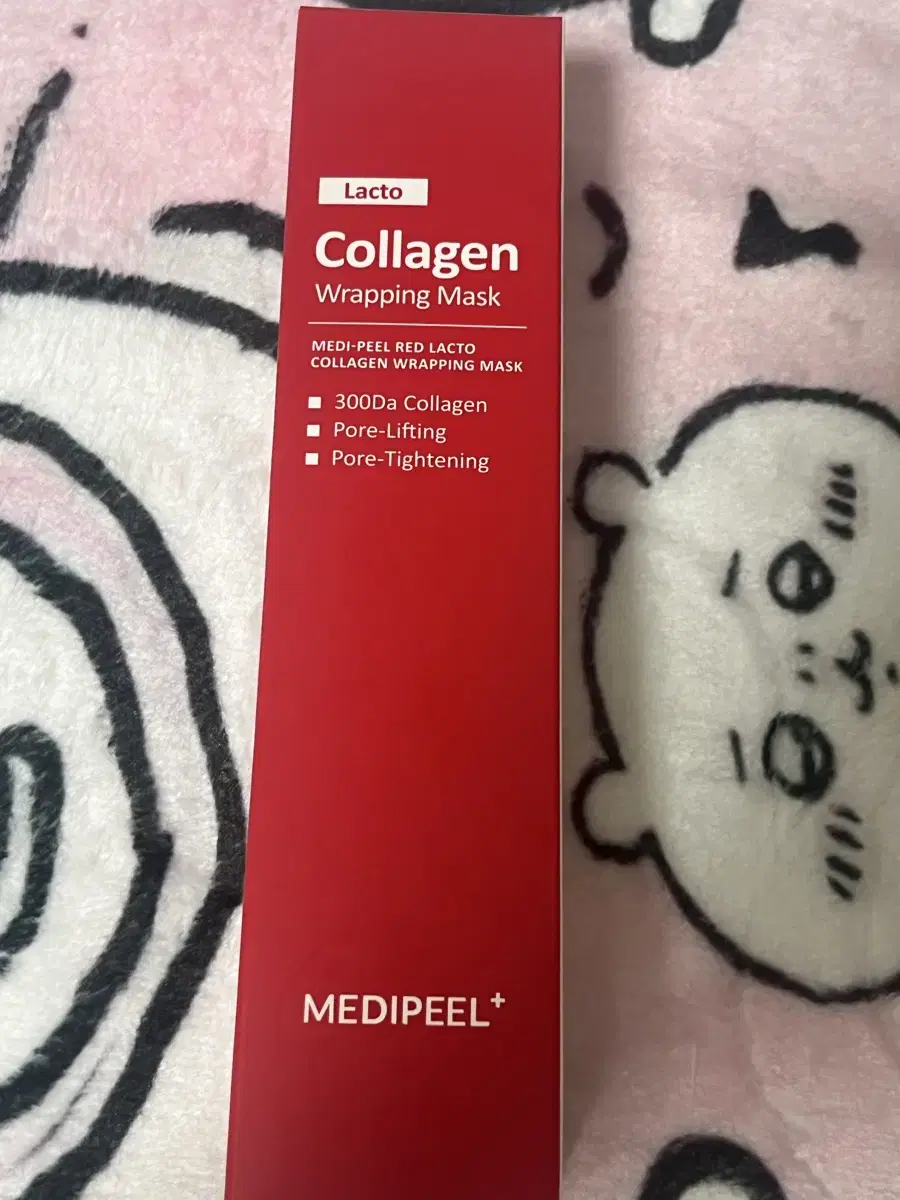 Lacto
Collagen
Wrapping Mask
MEDI-PEEL RED LACTO
COLLAGEN WRAPPING MASK
300Da Collagen
Pore-Lifting
Pore-Tightening
MEDIPEEL+